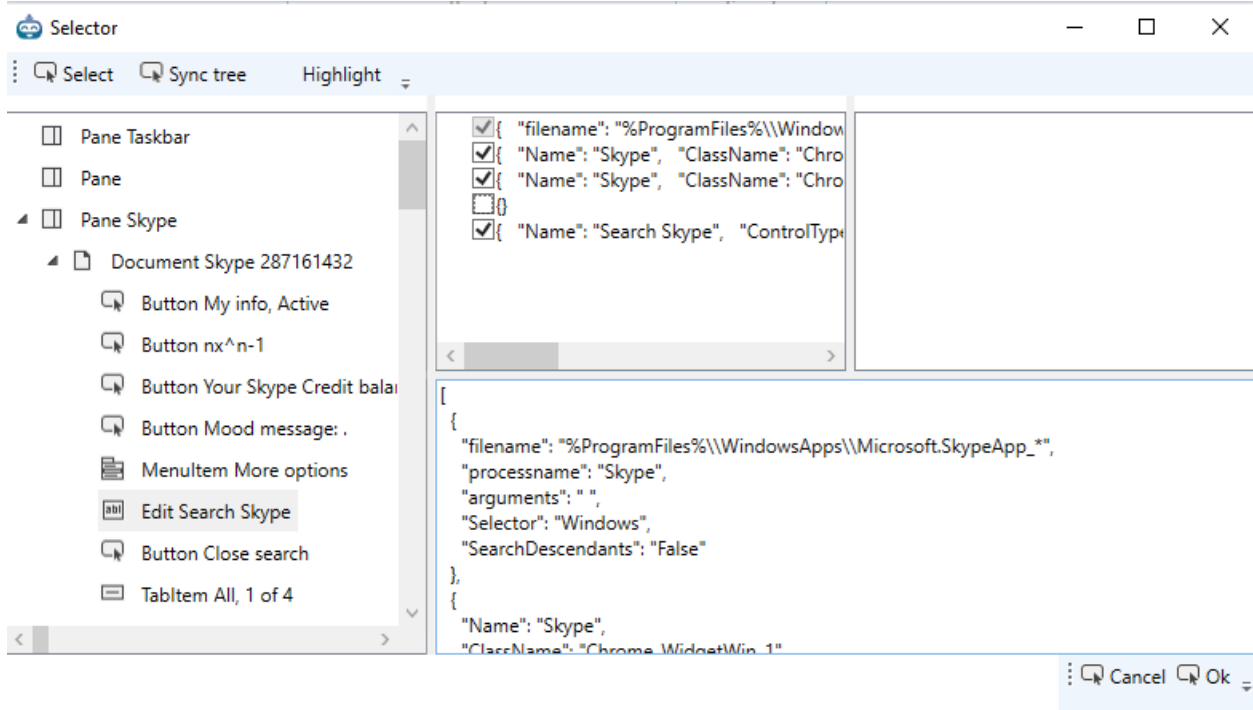 Selector
Select Sync tree Highlight
Pane Taskbar
Pane
Pane Skype
Document Skype 287161432
Button My info, Active
Button nx^n-1
Button Your Skype Credit balan
Button Mood message: .
MenuItem More options
Edit Search Skype
Button Close search
TabItem All, 1 of 4
{ "filename": "%ProgramFiles%\\Window
{ "Name": "Skype", "ClassName": "Chro
{ "Name": "Skype", "ClassName": "Chro
{}
{ "Name": "Search Skype", "ControlType
[
{
"filename": "%ProgramFiles%\\WindowsApps\\Microsoft.SkypeApp_*",
"processname": "Skype",
"arguments": " ",
"Selector": "Windows",
"SearchDescendants": "False"
},
{
"Name": "Skype",
"ClassName": "Chrome_WidgetWin_1"
Cancel Ok